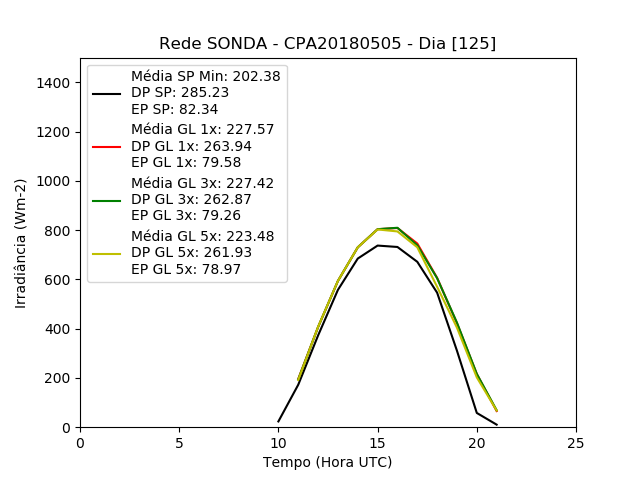 Rede SONDA - CPA20180505 - Dia [125]
Irradiância (Wm-2)
1400
1200
1000
800
600
400
200
0
Média SP Min: 202.38
DP SP: 285.23
EP SP: 82.34
Média GL 1x: 227.57
DP GL 1x: 263.94
EP GL 1x: 79.58
Média GL 3x: 227.42
DP GL 3x: 262.87
EP GL 3x: 79.26
Média GL 5x: 223.48
DP GL 5x: 261.93
EP GL 5x: 78.97
0 5 10 15 20 25
Tempo (Hora UTC)